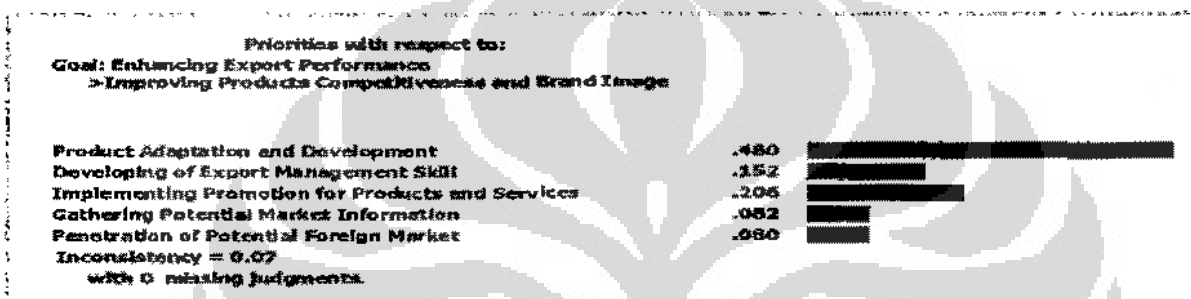 Priorities with respect to:
Goal: Enhancing Export Performance
>Improving Products Competitiveness and Brand Image
Product Adaptation and Development .480
Developing of Export Management Skill .152
Implementing Promotion for Products and Services .206
Gathering Potential Market Information .082
Penetration of Potential Foreign Market .080
Inconsistency = 0.07
with 0 missing judgments.